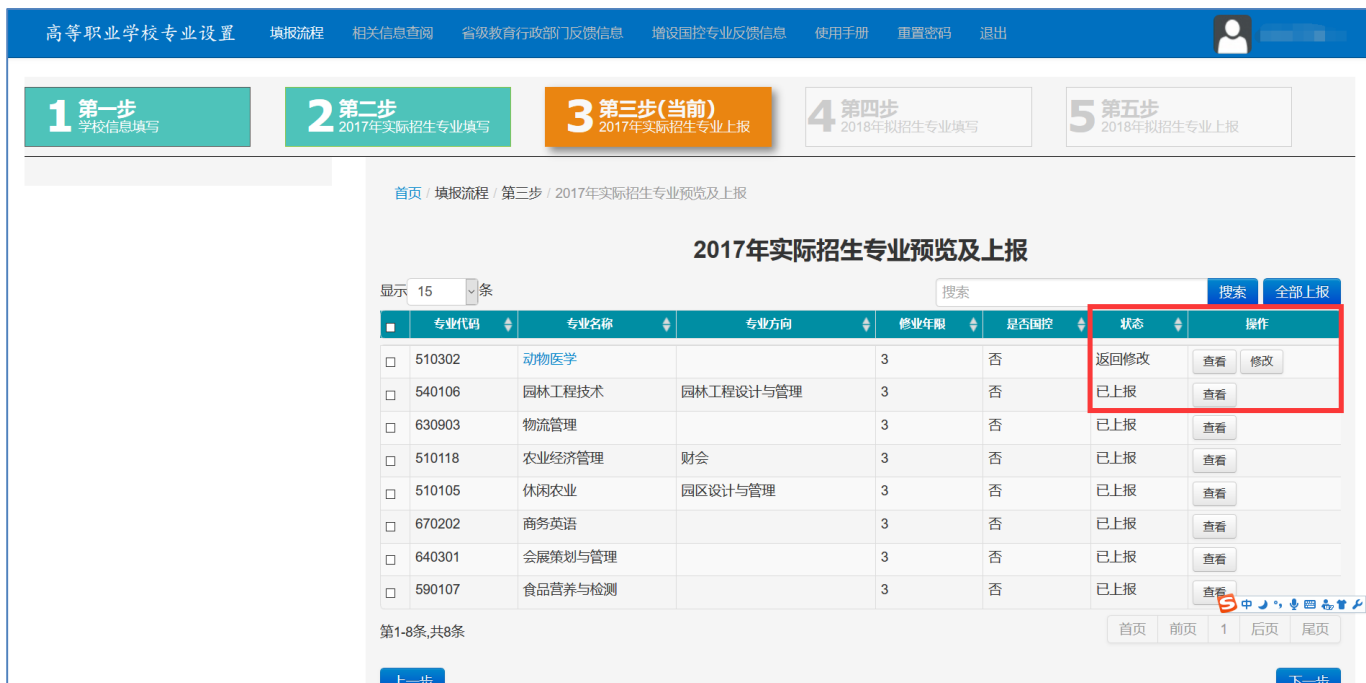 高等职业学校专业设置 填报流程 相关信息查阅 省级教育行政部门反馈信息 增设国控专业反馈信息 使用手册 重置密码 退出
1 第一步 学校信息填写
2 第二步 2017年实际招生专业填写
3 第三步(当前) 2017年实际招生专业上报
4 第四步 2018年拟招生专业填写
5 第五步 2018年拟招生专业上报
首页 / 填报流程 / 第三步 / 2017年实际招生专业预览及上报
2017年实际招生专业预览及上报
显示 15 条 搜索 搜索 全部上报
专业代码 专业名称 专业方向 修业年限 是否国控 状态 操作
510302 动物医学 3 否 返回修改 查看 修改
540106 园林工程技术 园林工程设计与管理 3 否 已上报 查看
630903 物流管理 3 否 已上报 查看
510118 农业经济管理 财会 3 否 已上报 查看
510105 休闲农业 园区设计与管理 3 否 已上报 查看
670202 商务英语 3 否 已上报 查看
640301 会展策划与管理 3 否 已上报 查看
590107 食品营养与检测 3 否 已上报 查看
S 中
第1-8条,共8条 首页 前页 1 后页 尾页
上一步 下一步